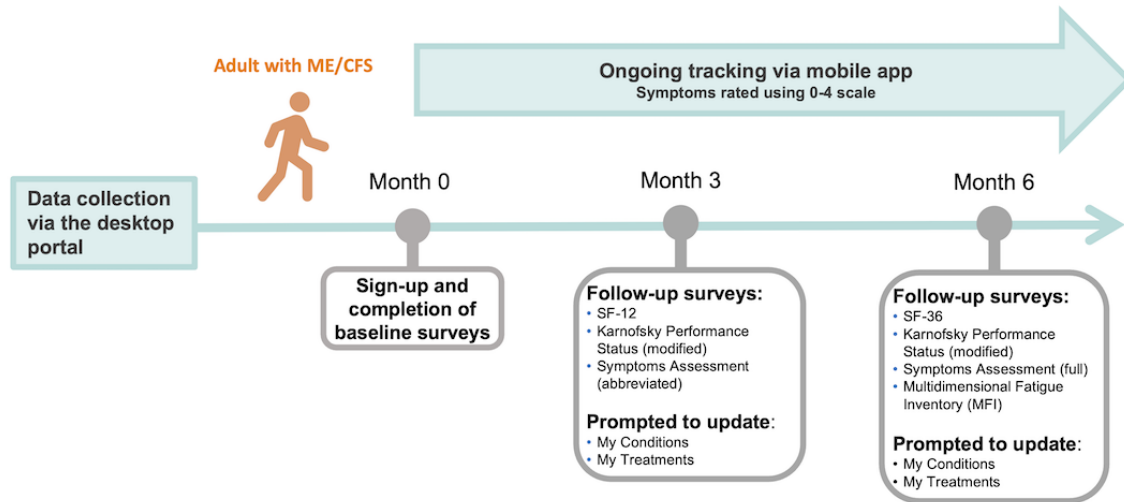 Adult with ME/CFS
Ongoing tracking via mobile app
Symptoms rated using 0-4 scale
Data collection
via the desktop
portal
Month 0
Month 3
Month 6
Sign-up and
completion of
baseline surveys
Follow-up surveys:
• SF-12
• Karnofsky Performance
Status (modified)
• Symptoms Assessment
(abbreviated)
Prompted to update:
• My Conditions
• My Treatments
Follow-up surveys:
• SF-36
• Karnofsky Performance
Status (modified)
• Symptoms Assessment (full)
• Multidimensional Fatigue
Inventory (MFI)
Prompted to update:
• My Conditions
• My Treatments